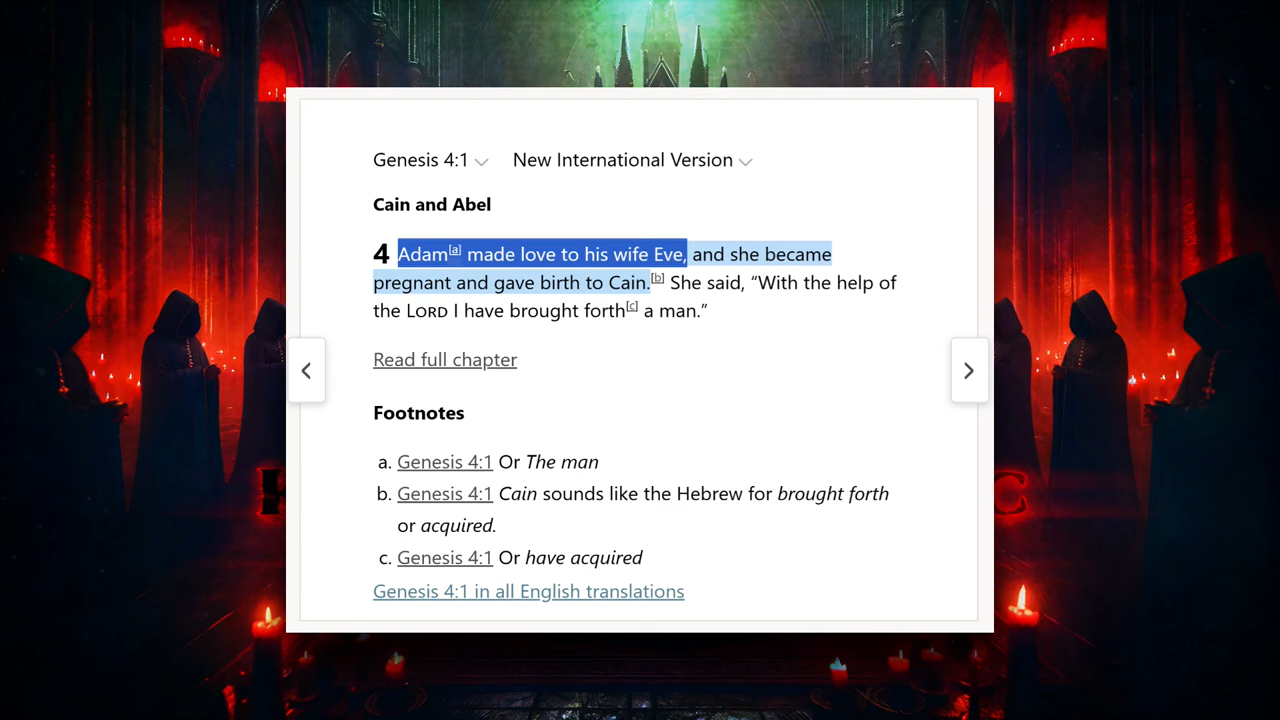 Genesis 4:1 New International Version
Cain and Abel
4 Adam[a] made love to his wife Eve, and she became
pregnant and gave birth to Cain.[b] She said, “With the help of
the LORD I have brought forth[c] a man.”
Read full chapter
Footnotes
a. Genesis 4:1 Or The man
b. Genesis 4:1 Cain sounds like the Hebrew for brought forth
or acquired.
c. Genesis 4:1 Or have acquired
Genesis 4:1 in all English translations